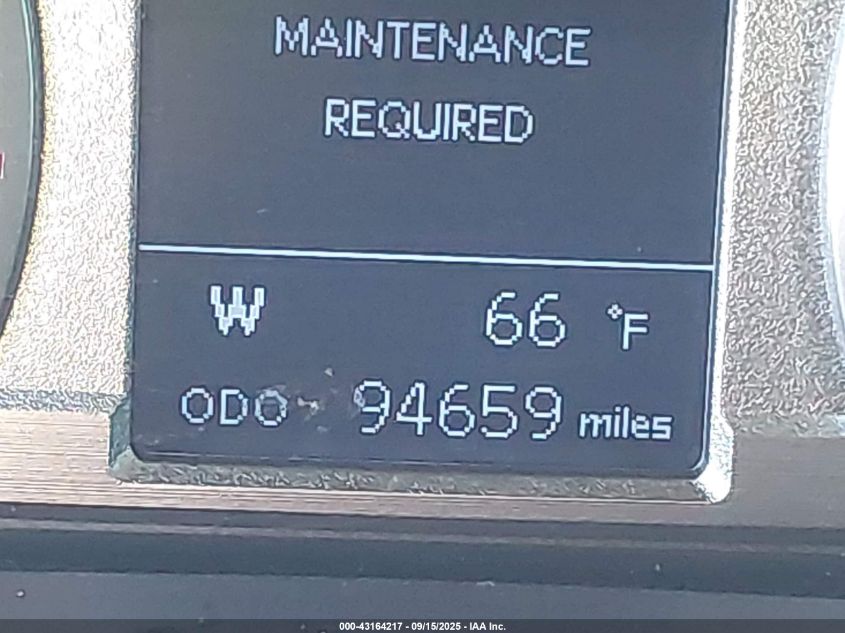 MAINTENANCE
REQUIRED
W 66 °F
ODO 94659 miles
000-43164217 - 09/15/2025 - IAA Inc.